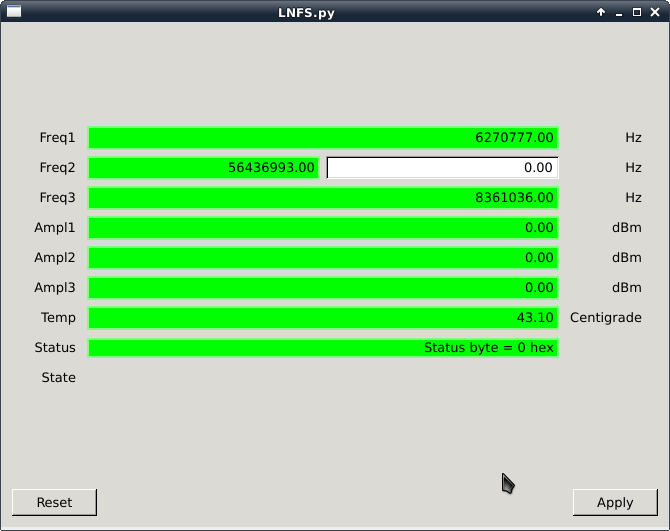 LNFS.py
Freq1 6270777.00 Hz
Freq2 56436993.00 0.00 Hz
Freq3 8361036.00 Hz
Ampl1 0.00 dBm
Ampl2 0.00 dBm
Ampl3 0.00 dBm
Temp 43.10 Centigrade
Status Status byte = 0 hex
State
Reset Apply